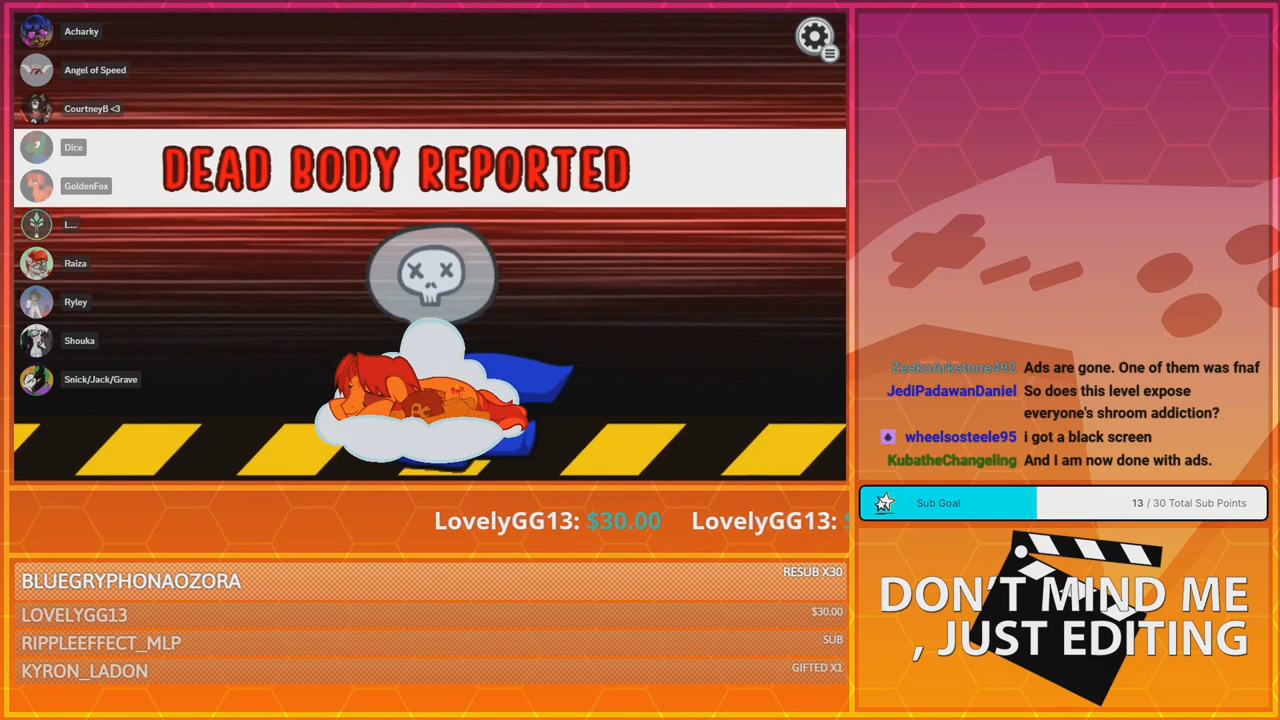 Acharky
Angel of Speed
CourtneyB <3
Dice
GoldenFox
L...
Raiza
Ryley
Shouka
Snick/Jack/Grave
DEAD BODY REPORTED
ZeekoArkstone492 Ads are gone. One of them was fnaf
JediPadawanDaniel So does this level expose
everyone's shroom addiction?
wheelsosteele95 i got a black screen
KubatheChangeling And I am now done with ads.
Sub Goal 13 / 30 Total Sub Points
LovelyGG13: $30.00 LovelyGG13: $
BLUEGRYPHONAOZORA RESUB X30
LOVELYGG13 $30.00
RIPPLEEFFECT_MLP SUB
KYRON_LADON GIFTED X1
DON'T MIND ME
, JUST EDITING